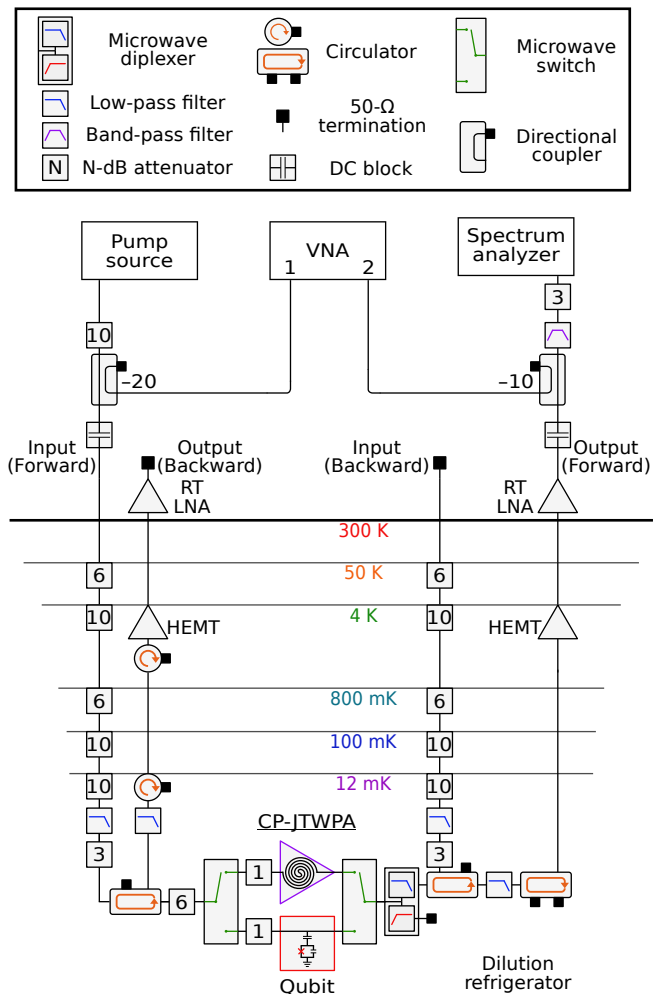 Microwave
diplexer
Circulator
Microwave
switch
Low-pass filter
50-Ω
termination
Band-pass filter
Directional
coupler
N N-dB attenuator
DC block
Pump
source
VNA
1 2
Spectrum
analyzer
3
10
–20
–10
Input
(Forward)
Output
(Backward)
Input
(Backward)
Output
(Forward)
RT
LNA
RT
LNA
300 K
6 50 K 6
10 HEMT 4 K 10 HEMT
6 800 mK 6
10 100 mK 10
10 12 mK 10
CP-JTWPA
3 3
1
6
1
Qubit
Dilution
refrigerator